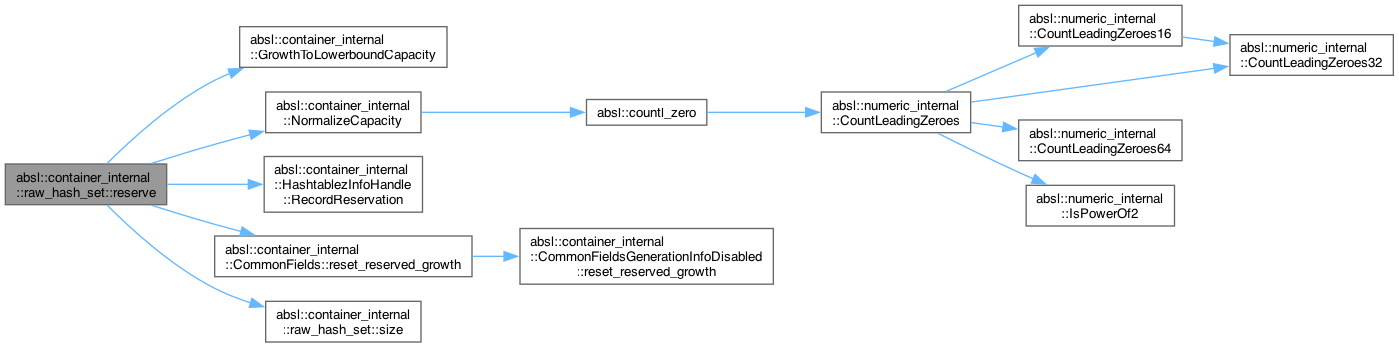 absl::container_internal
::raw_hash_set::reserve
absl::container_internal
::GrowthToLowerboundCapacity
absl::container_internal
::NormalizeCapacity
absl::container_internal
::HashtablezInfoHandle
::RecordReservation
absl::container_internal
::CommonFields::reset_reserved_growth
absl::container_internal
::raw_hash_set::size
absl::countl_zero
absl::container_internal
::CommonFieldsGenerationInfoDisabled
::reset_reserved_growth
absl::numeric_internal
::CountLeadingZeroes
absl::numeric_internal
::CountLeadingZeroes16
absl::numeric_internal
::CountLeadingZeroes64
absl::numeric_internal
::IsPowerOf2
absl::numeric_internal
::CountLeadingZeroes32